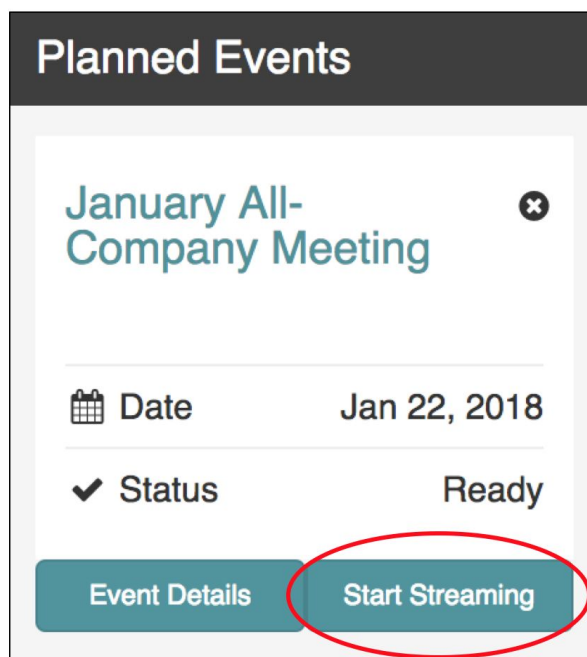 Planned Events
January All-
Company Meeting
Date Jan 22, 2018
Status Ready
Event Details Start Streaming